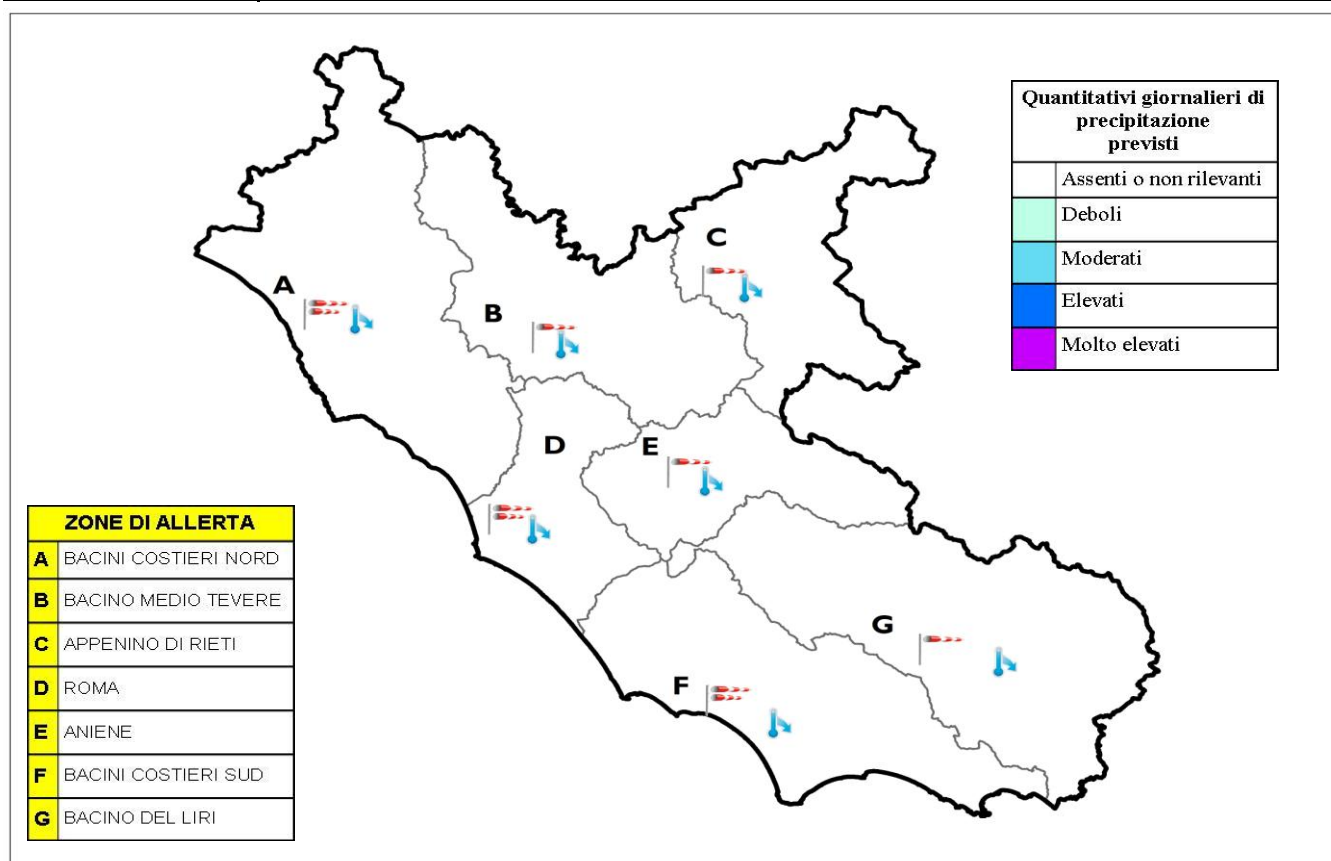 Quantitativi giornalieri di
precipitazione
previsti
Assenti o non rilevanti
Deboli
Moderati
Elevati
Molto elevati
C
A
B
D
E
G
F
ZONE DI ALLERTA
A BACINI COSTIERI NORD
B BACINO MEDIO TEVERE
C APPENINO DI RIETI
D ROMA
E ANIENE
F BACINI COSTIERI SUD
G BACINO DEL LIRI